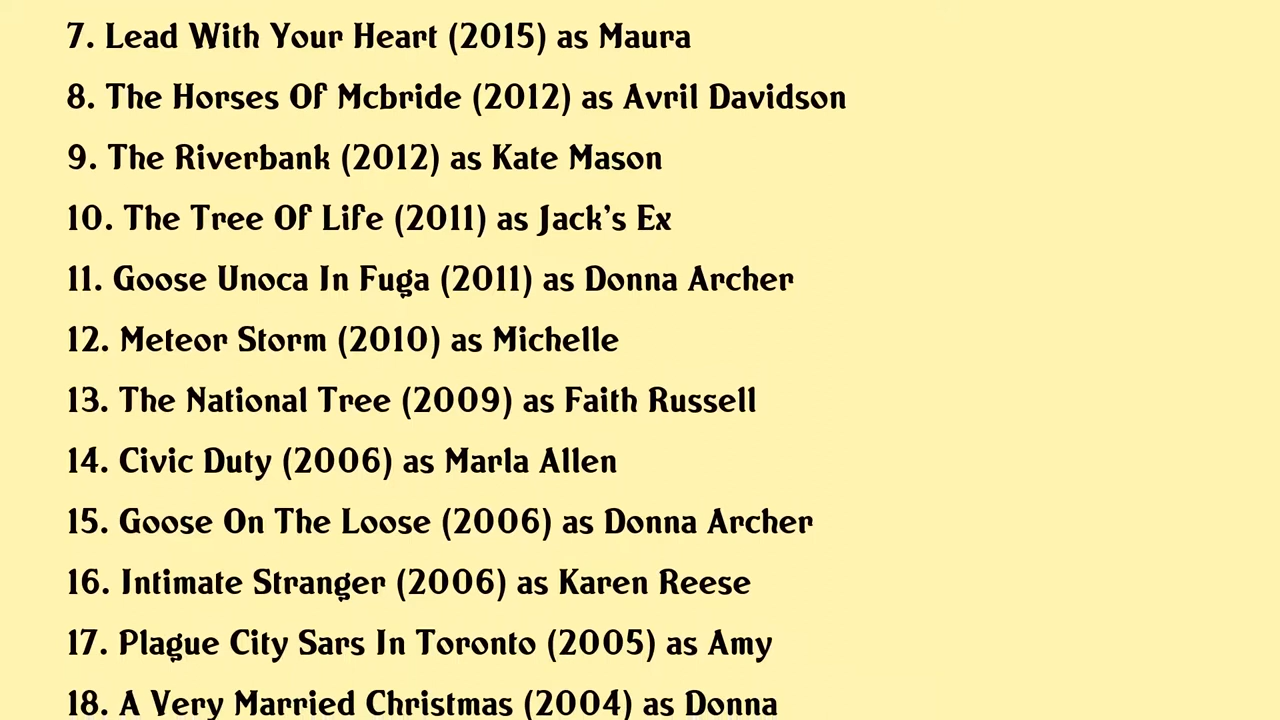 7. Lead With Your Heart (2015) as Maura
8. The Horses Of Mcbride (2012) as Avril Davidson
9. The Riverbank (2012) as Kate Mason
10. The Tree Of Life (2011) as Jack's Ex
11. Goose Unoca In Fuga (2011) as Donna Archer
12. Meteor Storm (2010) as Michelle
13. The National Tree (2009) as Faith Russell
14. Civic Duty (2006) as Marla Allen
15. Goose On The Loose (2006) as Donna Archer
16. Intimate Stranger (2006) as Karen Reese
17. Plague City Sars In Toronto (2005) as Amy
18. A Very Married Christmas (2004) as Donna